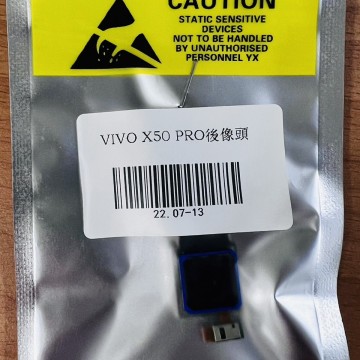 CAUTION
STATIC SENSITIVE
DEVICES
NOT TO BE HANDLED
BY UNAUTHORISED
PERSONNEL YX
VIVO X50 PRO後像頭
22.07-13